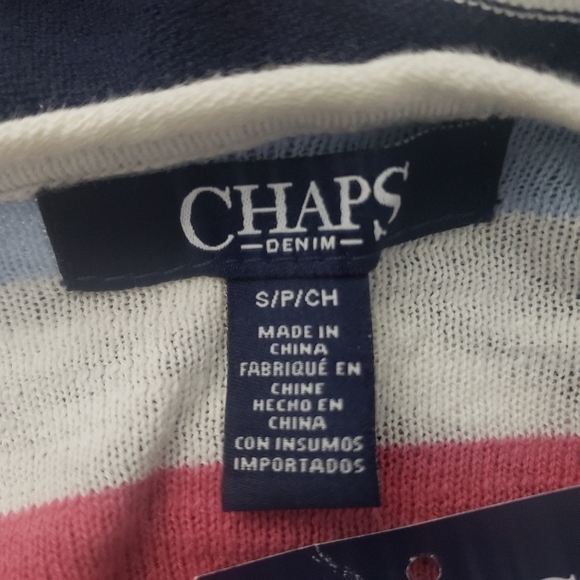 CHAPS
DENIM
S/P/CH
MADE IN
CHINA
FABRIQUÉ EN
CHINE
HECHO EN
CHINA
CON INSUMOS
IMPORTADOS